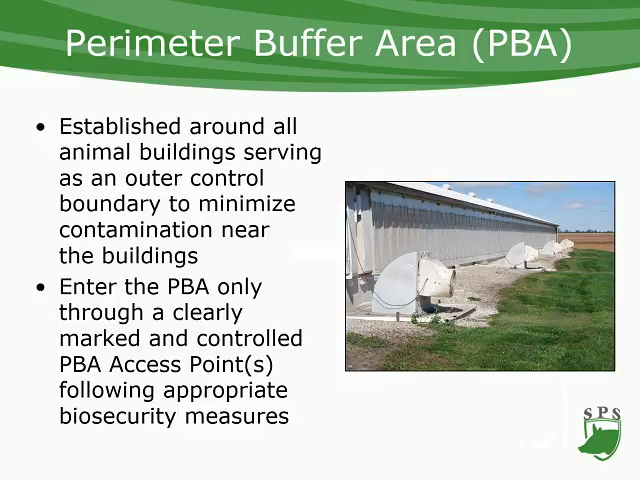 Perimeter Buffer Area (PBA)
• Established around all
animal buildings serving
as an outer control
boundary to minimize
contamination near
the buildings
• Enter the PBA only
through a clearly
marked and controlled
PBA Access Point(s)
following appropriate
biosecurity measures
SPS